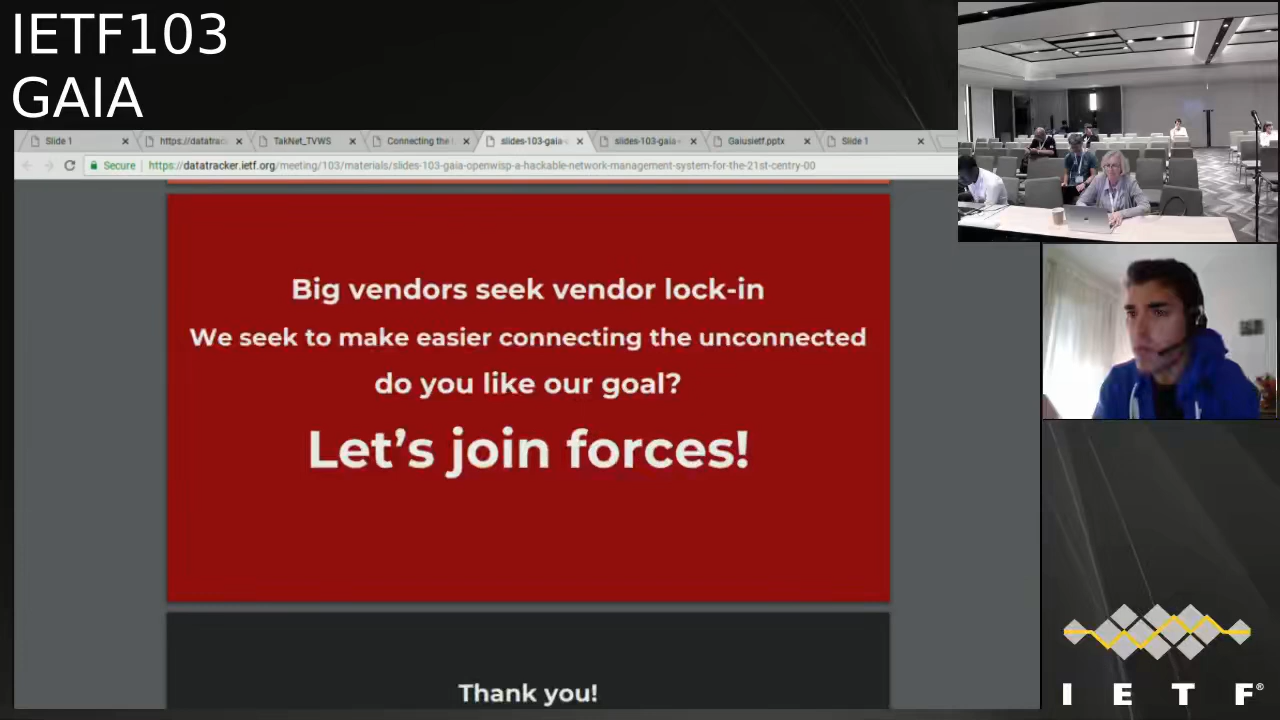 IETF103
GAIA
Slide 1
https://datatrac
TakNet_TVWS
Connecting the
slides-103-gaia-
slides-103-gaia
Gaiusietf.pptx
Slide 1
Secure
https://datatracker.ietf.org/meeting/103/materials/slides-103-gaia-openwisp-a-hackable-network-management-system-for-the-21st-centry-00
Big vendors seek vendor lock-in
We seek to make easier connecting the unconnected
do you like our goal?
Let's join forces!
Thank you!
I E T F®